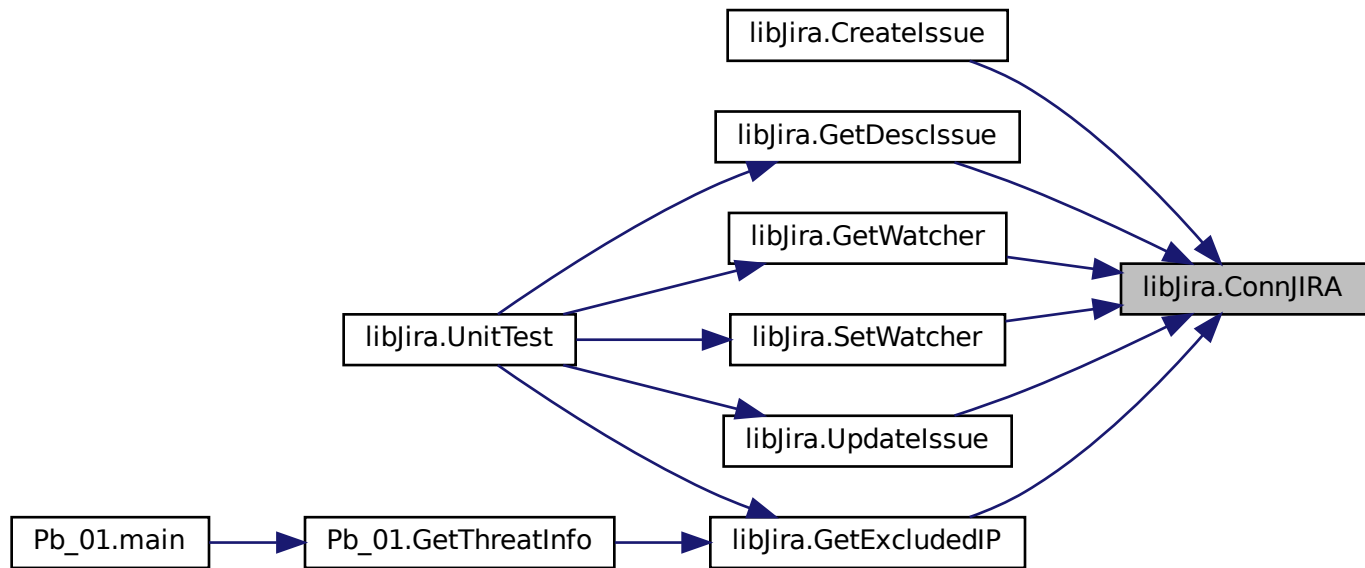 libJira.CreateIssue
libJira.GetDescIssue
libJira.GetWatcher
libJira.ConnJIRA
libJira.UnitTest
libJira.SetWatcher
libJira.UpdateIssue
Pb_01.main
Pb_01.GetThreatInfo
libJira.GetExcludedIP